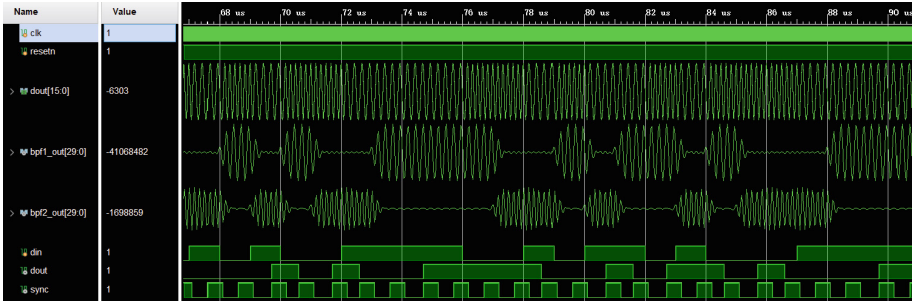 Name Value 68 us 70 us 72 us 74 us 76 us 78 us 80 us 82 us 84 us 86 us 88 us 90 us
clk 1
resetn 1
dout[15:0] -6303
bpf1_out[29:0] -41068482
bpf2_out[29:0] -1698859
din 1
dout 1
sync 1